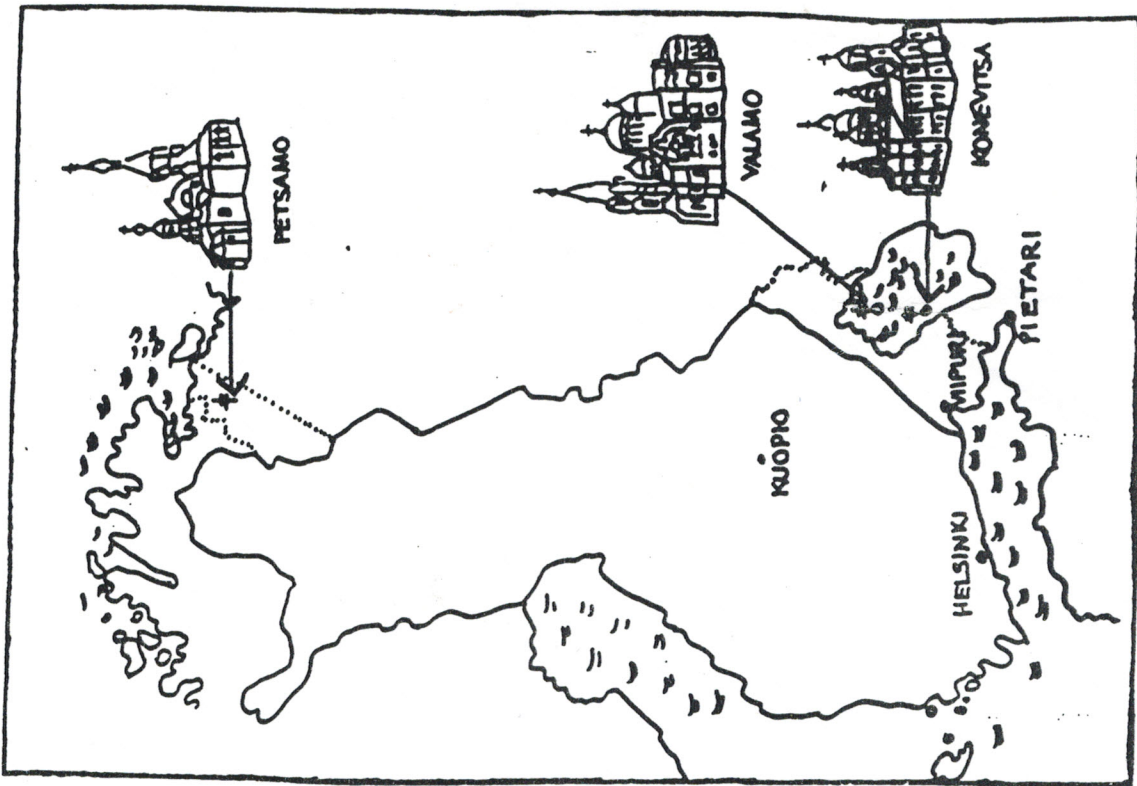 PETSAMO
VALAMO
KONEVITSA
PIETARI
VIIPURI
KUOPIO
HELSINKI